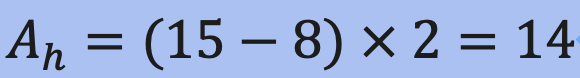 A_h = (15 − 8) × 2 = 14